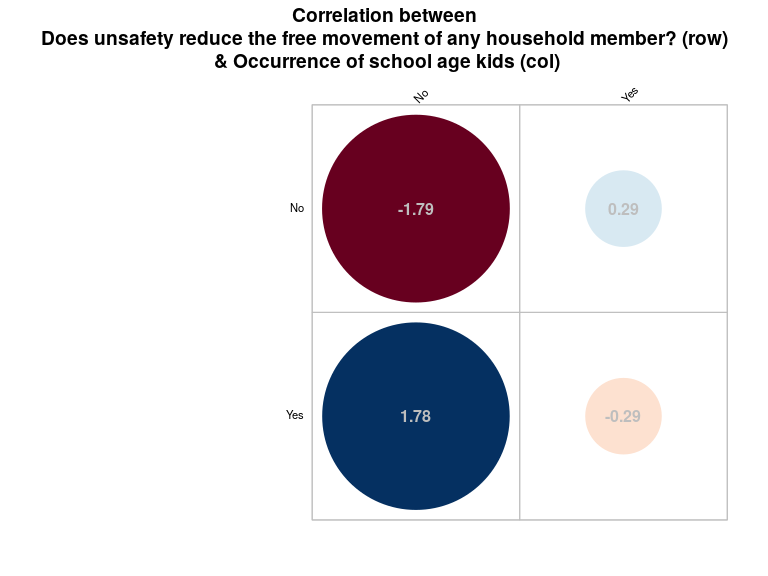 Correlation between
Does unsafety reduce the free movement of any household member? (row)
& Occurrence of school age kids (col)
No Yes
No -1.79 0.29
Yes 1.78 -0.29